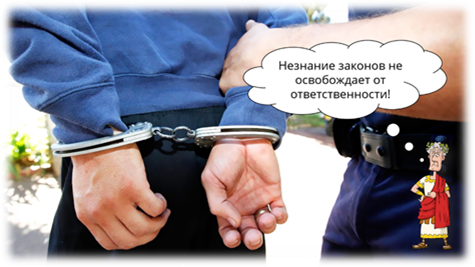 Незнание законов не
освобождает от
ответственности!